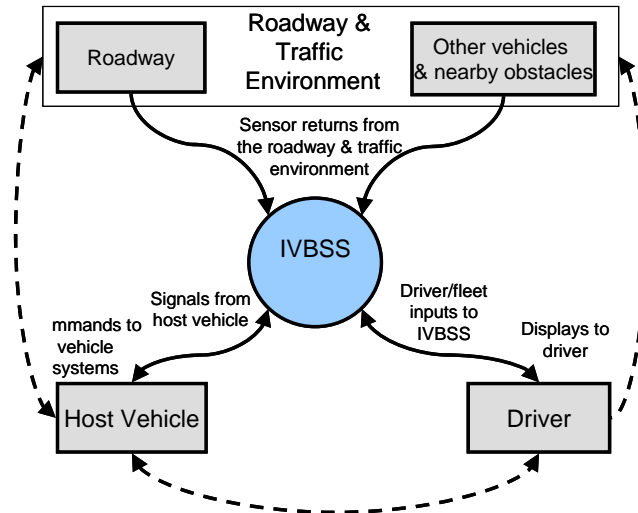 Roadway &
Traffic
Environment
Roadway
Other vehicles
& nearby obstacles
Sensor returns from
the roadway & traffic
environment
IVBSS
Signals from
host vehicle
mmands to
vehicle
systems
Driver/fleet
inputs to
IVBSS
Displays to
driver
Host Vehicle
Driver